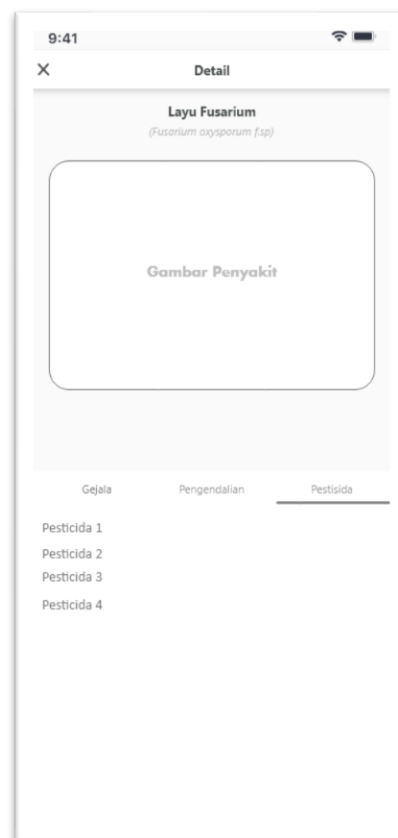 9:41
Detail
Layu Fusarium
(Fusarium oxysporum f.sp)
Gambar Penyakit
Gejala Pengendalian Pestisida
Pesticida 1
Pesticida 2
Pesticida 3
Pesticida 4